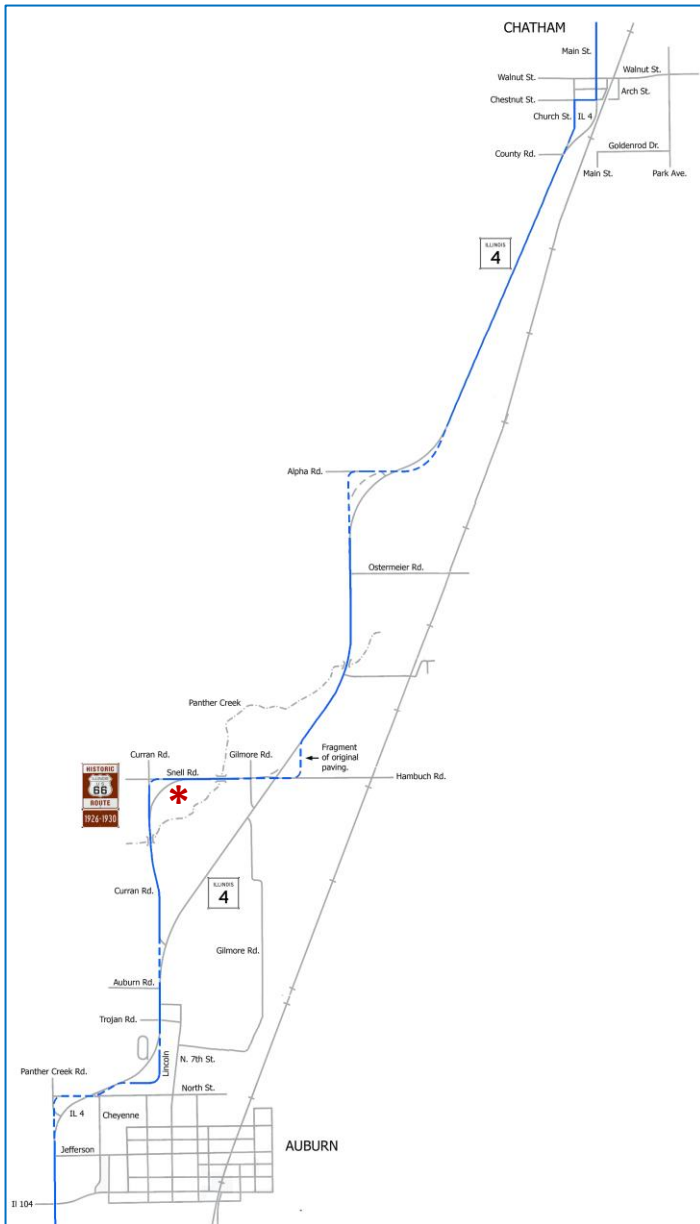 CHATHAM
Main St.
Walnut St.
Walnut St.
Chestnut St.
Arch St.
Church St.
IL 4
Goldenrod Dr.
County Rd.
Main St.
Park Ave.
ILLINOIS
4
Alpha Rd.
Ostermeier Rd.
Panther Creek
Curran Rd.
Gilmore Rd.
Fragment
of original
paving.
Snell Rd.
Hambuch Rd.
HISTORIC
ILLINOIS
US
66
ROUTE
1926-1930
*
Curran Rd.
ILLINOIS
4
Gilmore Rd.
Auburn Rd.
Trojan Rd.
Lincoln
N. 7th St.
Panther Creek Rd.
North St.
IL 4
Cheyenne
Jefferson
AUBURN
Il 104